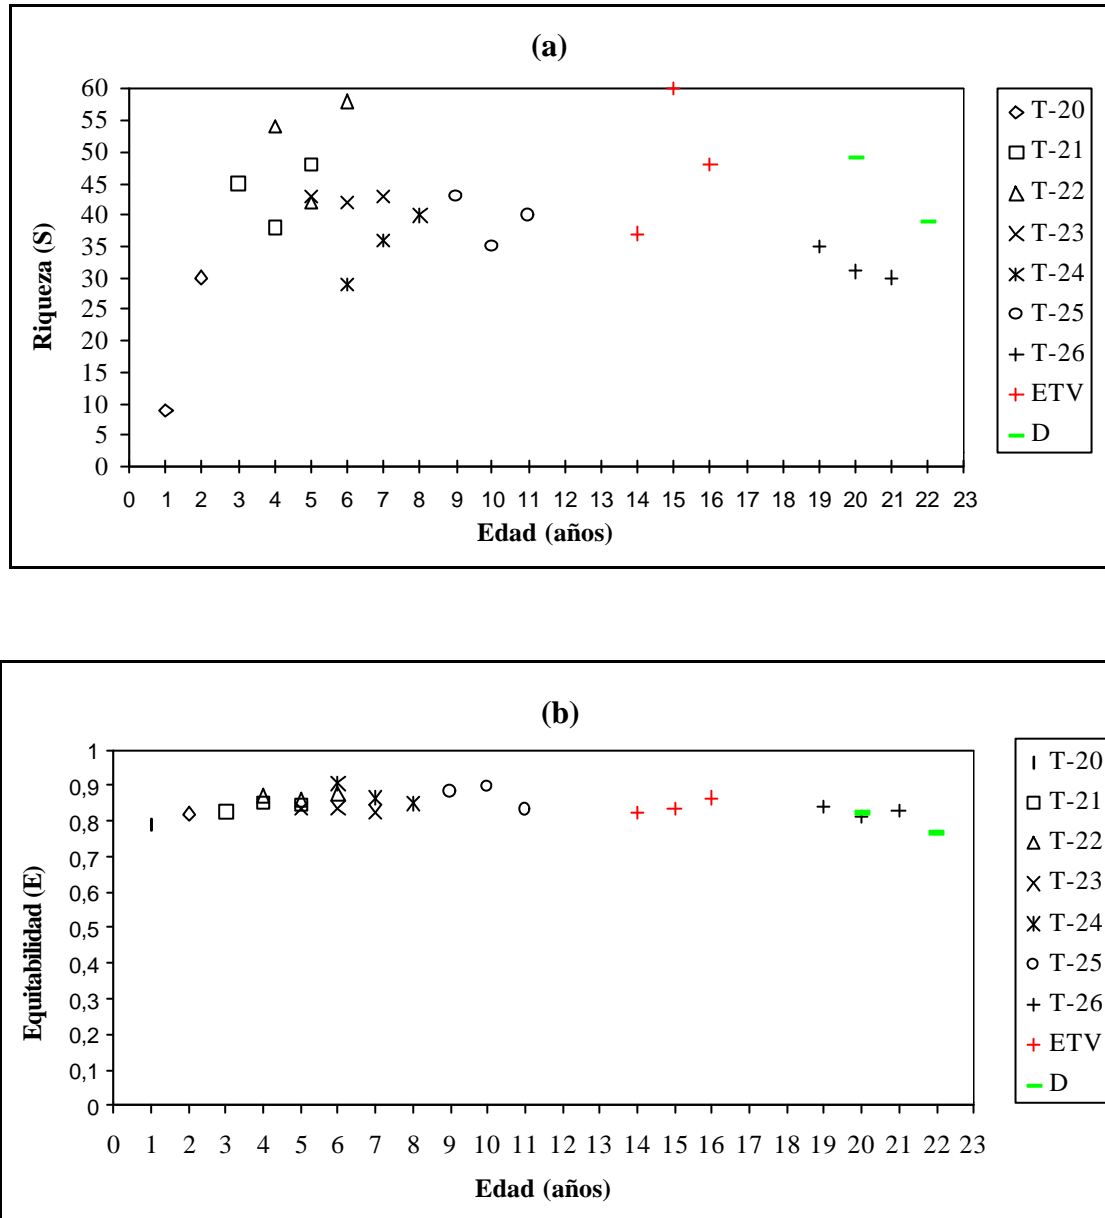 (a)
60
55
50
45
40
35
30
25
20
15
10
5
0
Riqueza (S)
0 1 2 3 4 5 6 7 8 9 10 11 12 13 14 15 16 17 18 19 20 21 22 23
Edad (años)
T-20
T-21
T-22
T-23
T-24
T-25
T-26
ETV
D
(b)
1
0,9
0,8
0,7
0,6
0,5
0,4
0,3
0,2
0,1
0
Equitabilidad (E)
0 1 2 3 4 5 6 7 8 9 10 11 12 13 14 15 16 17 18 19 20 21 22 23
Edad (años)
T-20
T-21
T-22
T-23
T-24
T-25
T-26
ETV
D